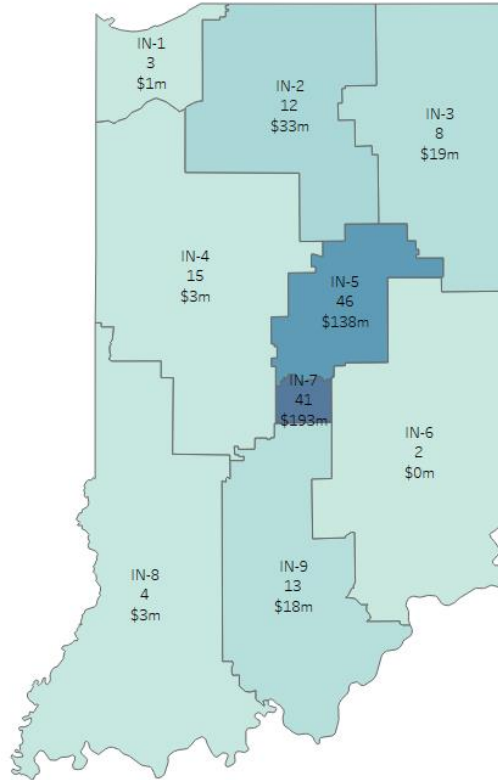 IN-1
3
$1m
IN-2
12
$33m
IN-3
8
$19m
IN-4
15
$3m
IN-5
46
$138m
IN-7
41
$193m
IN-6
2
$0m
IN-8
4
$3m
IN-9
13
$18m